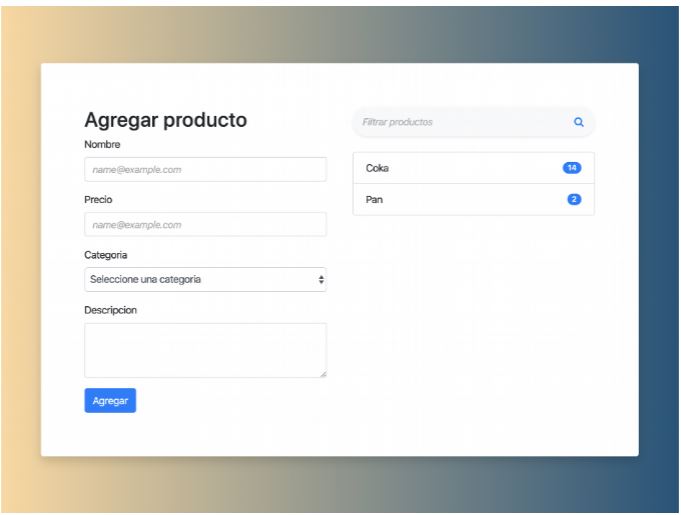 Agregar producto
Nombre
name@example.com
Precio
name@example.com
Categoria
Seleccione una categoria
Descripcion
Agregar
Filtrar productos
Coka 14
Pan 2